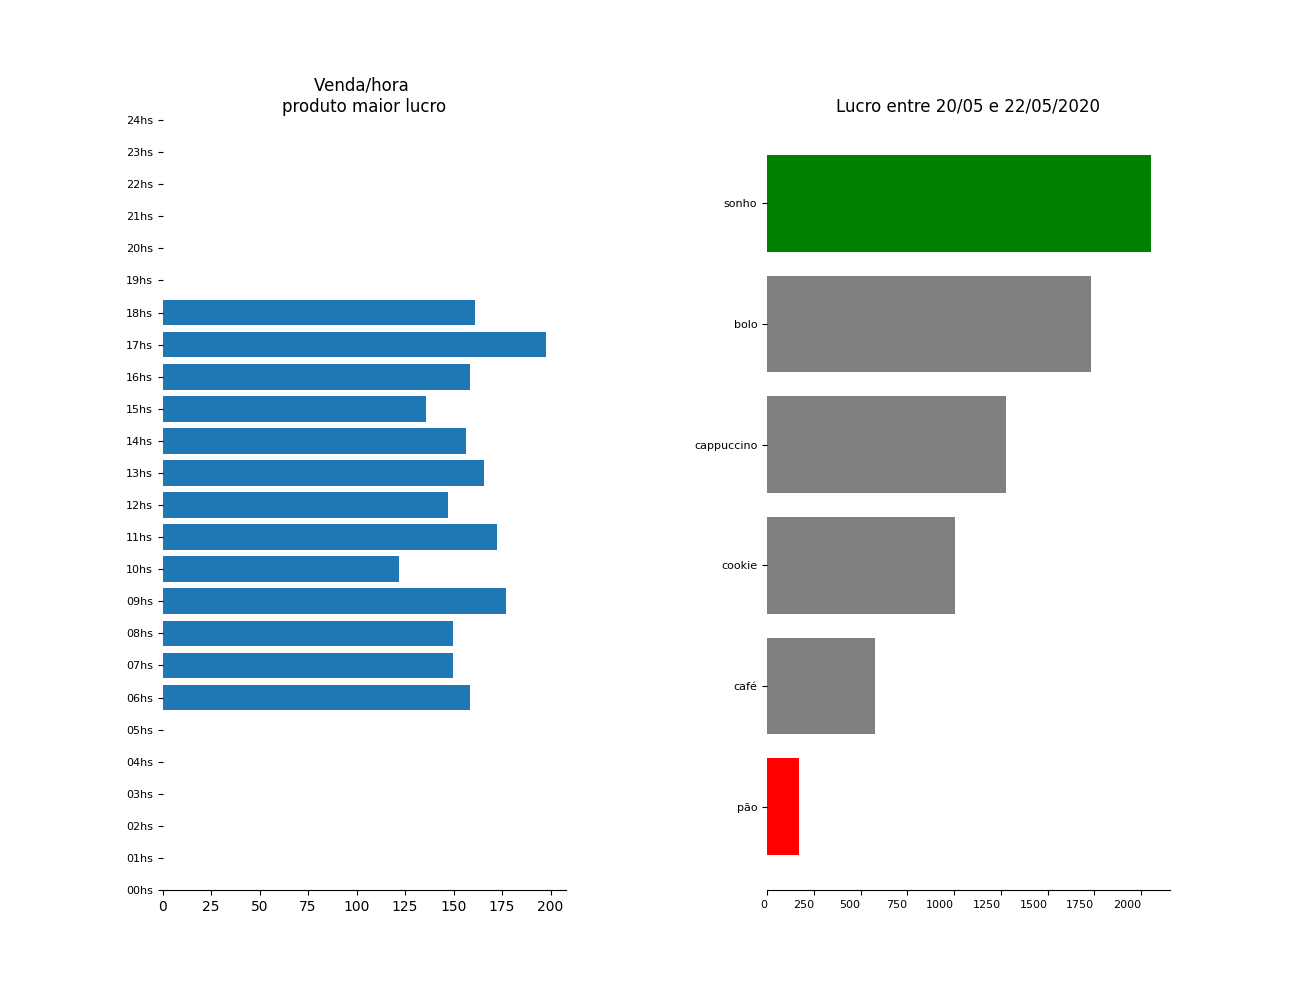 Venda/hora
produto maior lucro
24hs
23hs
22hs
21hs
20hs
19hs
18hs
17hs
16hs
15hs
14hs
13hs
12hs
11hs
10hs
09hs
08hs
07hs
06hs
05hs
04hs
03hs
02hs
01hs
00hs
0 25 50 75 100 125 150 175 200
Lucro entre 20/05 e 22/05/2020
sonho
bolo
cappuccino
cookie
café
pão
0 250 500 750 1000 1250 1500 1750 2000